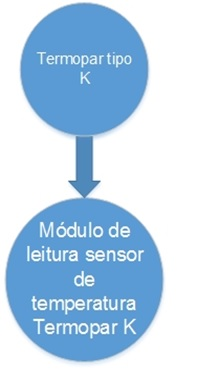 Termopar tipo
K
Módulo de
leitura sensor
de
temperatura
Termopar K